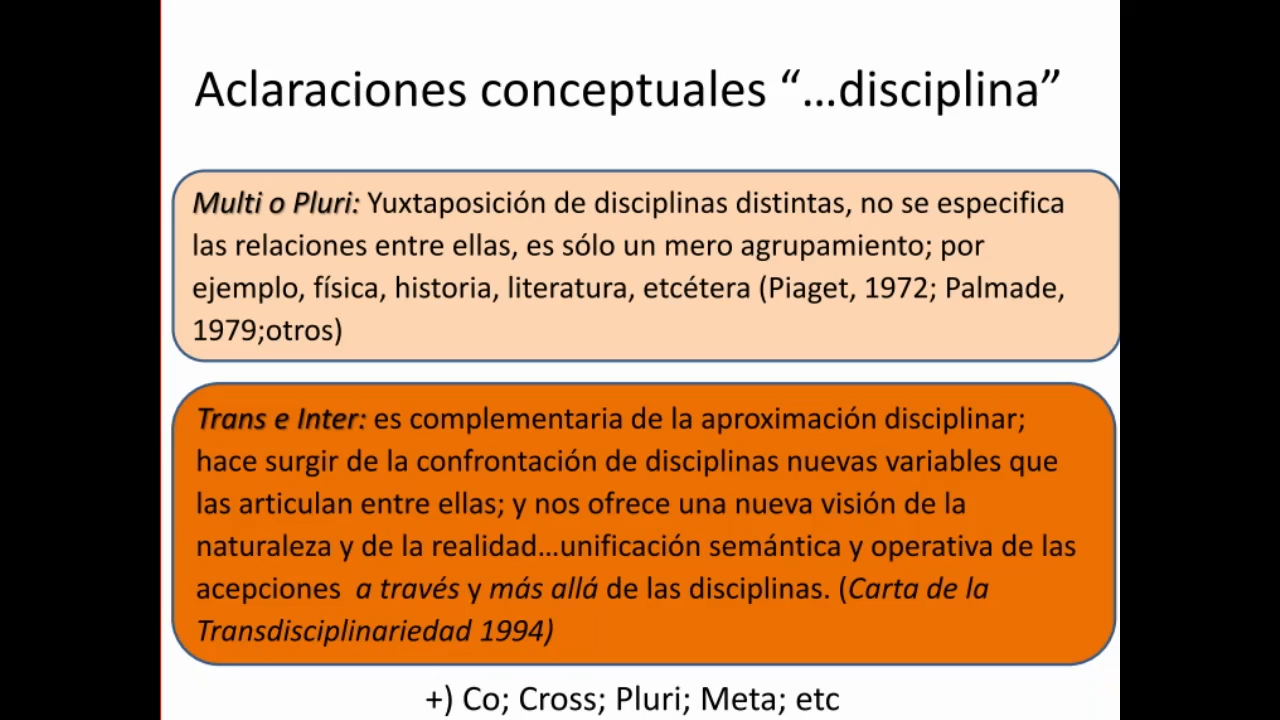 Aclaraciones conceptuales “…disciplina”
Multi o Pluri: Yuxtaposición de disciplinas distintas, no se especifica
las relaciones entre ellas, es sólo un mero agrupamiento; por
ejemplo, física, historia, literatura, etcétera (Piaget, 1972; Palmade,
1979;otros)
Trans e Inter: es complementaria de la aproximación disciplinar;
hace surgir de la confrontación de disciplinas nuevas variables que
las articulan entre ellas; y nos ofrece una nueva visión de la
naturaleza y de la realidad…unificación semántica y operativa de las
acepciones a través y más allá de las disciplinas. (Carta de la
Transdisciplinariedad 1994)
+) Co; Cross; Pluri; Meta; etc